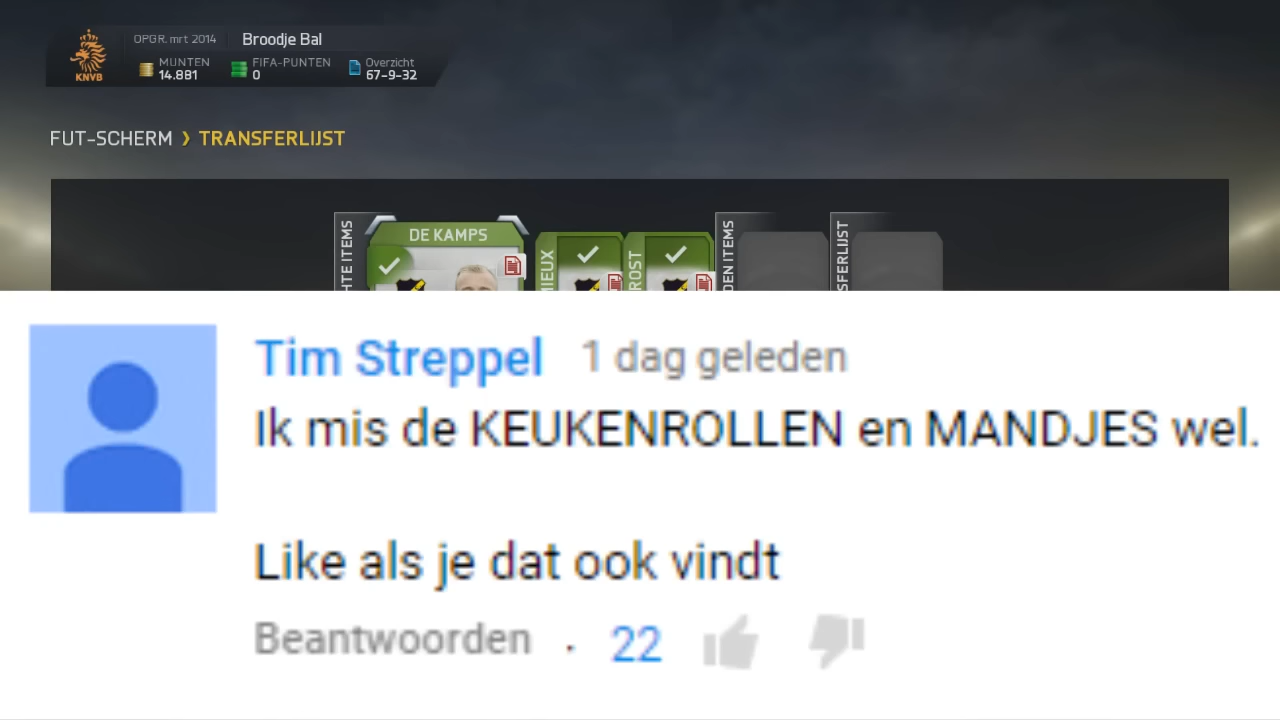 OPGR. mrt 2014 Broodje Bal
MUNTEN 14.881 FIFA-PUNTEN 0 Overzicht 67-9-32
KNVB
FUT-SCHERM › TRANSFERLIJST
HTE ITEMS
DE KAMPS
MIEUX
ROST
DEN ITEMS
SFERLIJST
Tim Streppel 1 dag geleden
Ik mis de KEUKENROLLEN en MANDJES wel.
Like als je dat ook vindt
Beantwoorden · 22